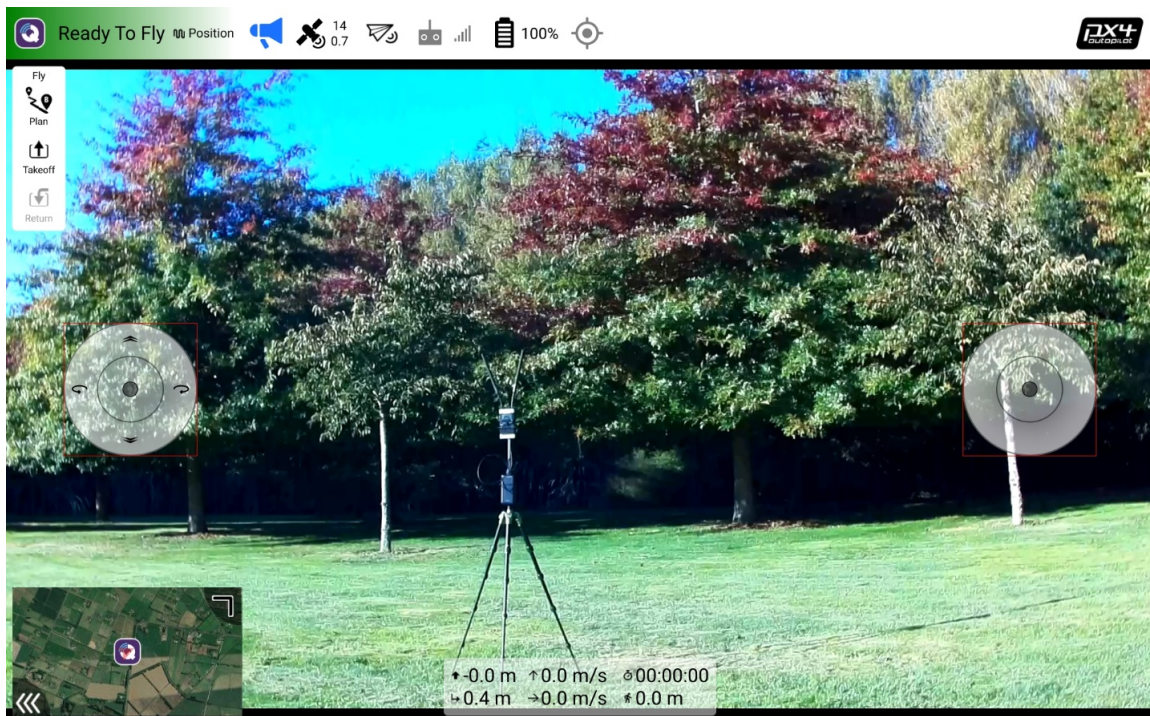 Ready To Fly
Position
14
0.7
100%
PX4
autopilot
Fly
Plan
Takeoff
Return
-0.0 m
0.0 m/s
00:00:00
0.4 m
0.0 m/s
0.0 m